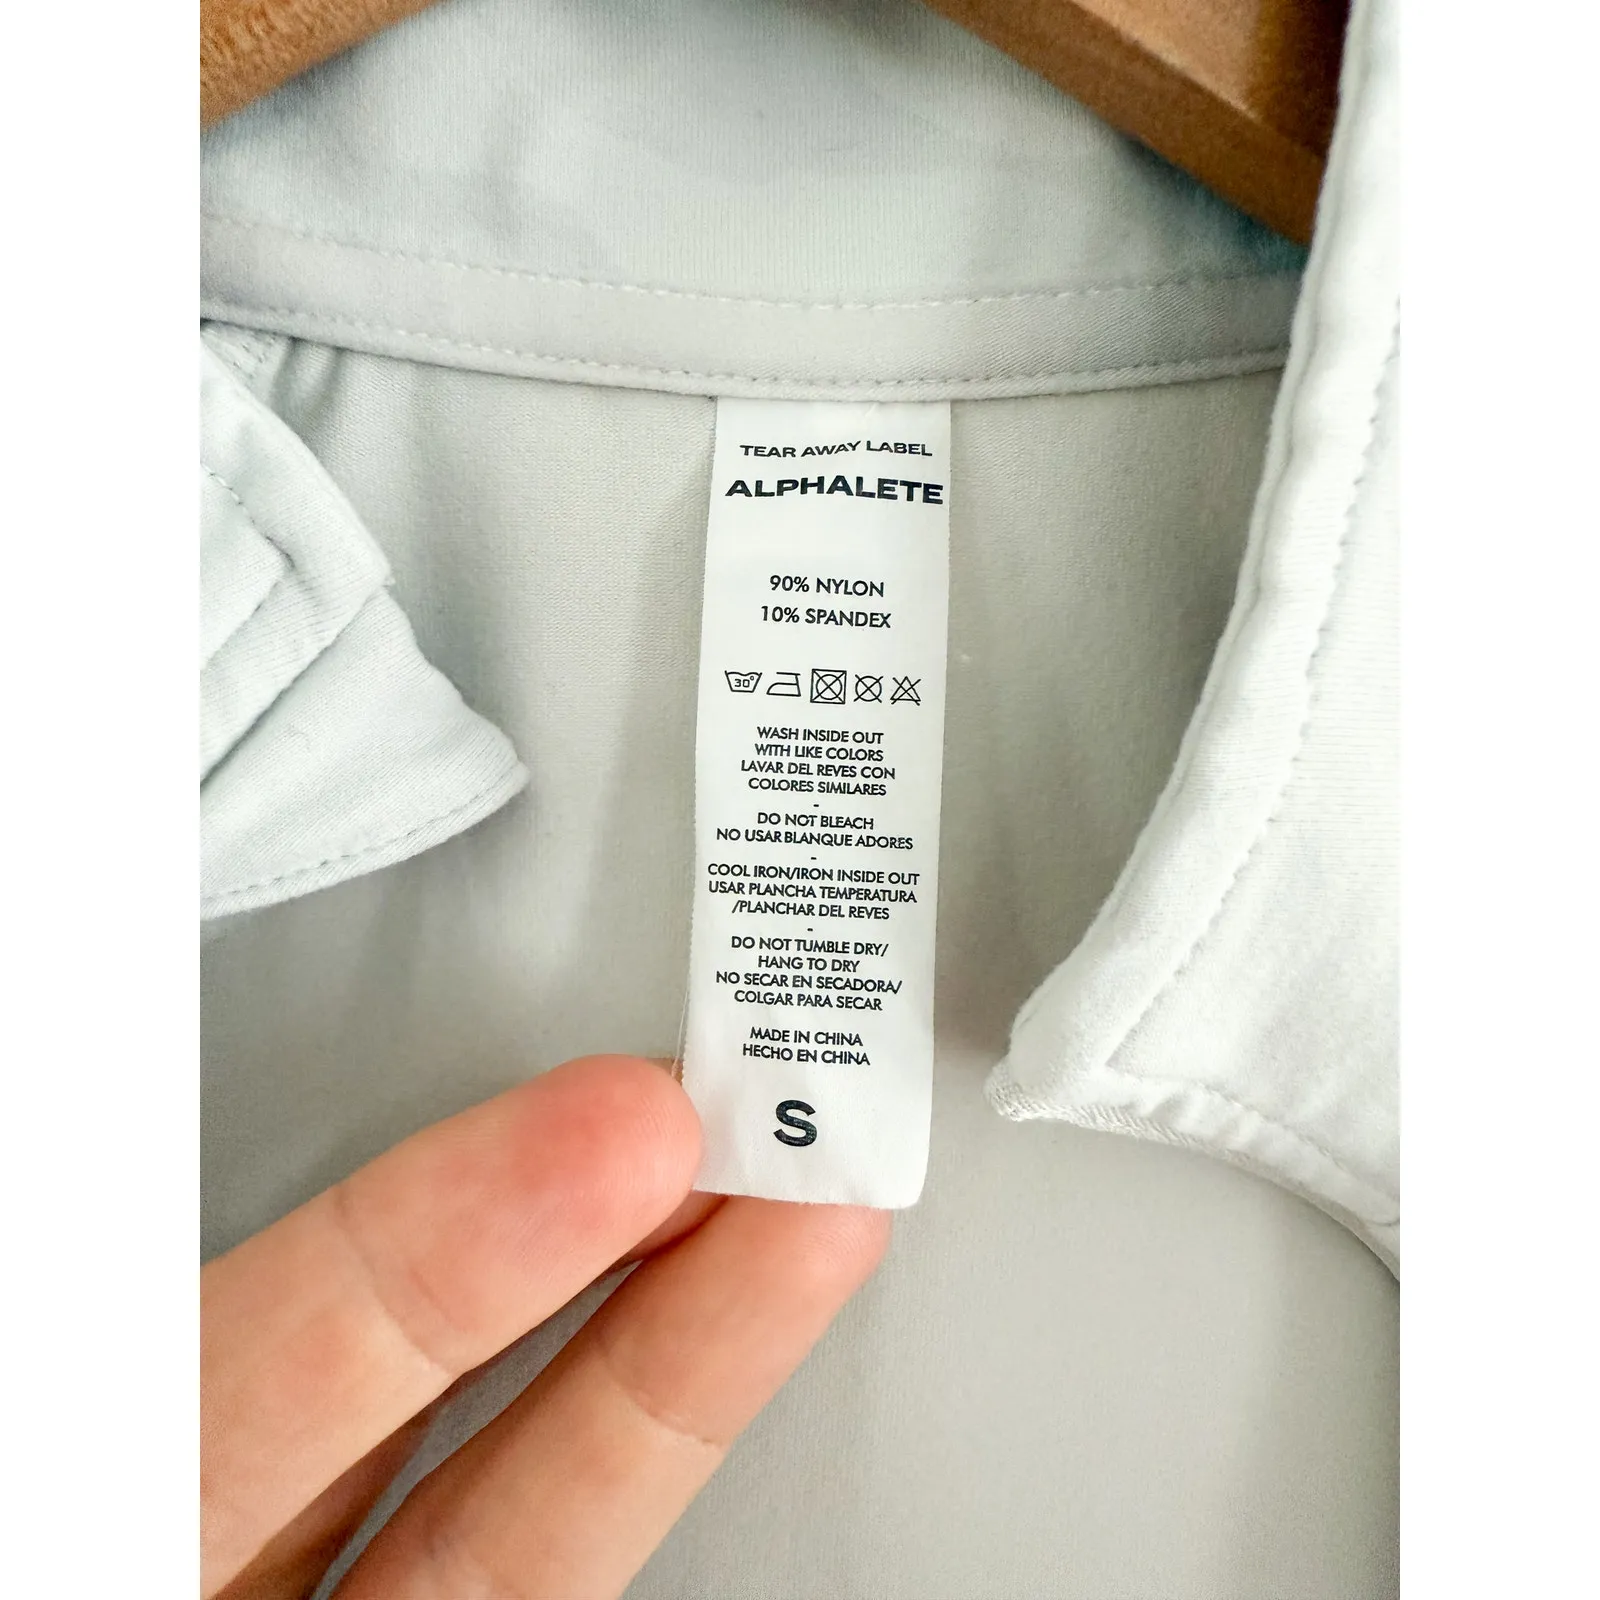 TEAR AWAY LABEL
ALPHALETE
90% NYLON
10% SPANDEX
30°
WASH INSIDE OUT
WITH LIKE COLORS
LAVAR DEL REVES CON
COLORES SIMILARES
-
DO NOT BLEACH
NO USAR BLANQUE ADORES
-
COOL IRON/IRON INSIDE OUT
USAR PLANCHA TEMPERATURA
/PLANCHAR DEL REVES
-
DO NOT TUMBLE DRY/
HANG TO DRY
NO SECAR EN SECADORA/
COLGAR PARA SECAR
MADE IN CHINA
HECHO EN CHINA
S